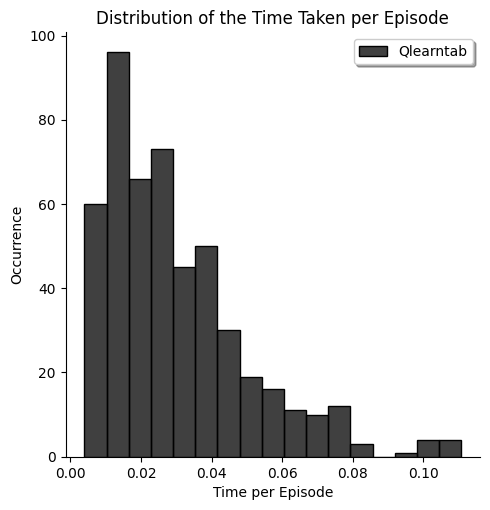 Distribution of the Time Taken per Episode
Qlearntab
100
80
60
40
20
0
Occurrence
0.00 0.02 0.04 0.06 0.08 0.10
Time per Episode